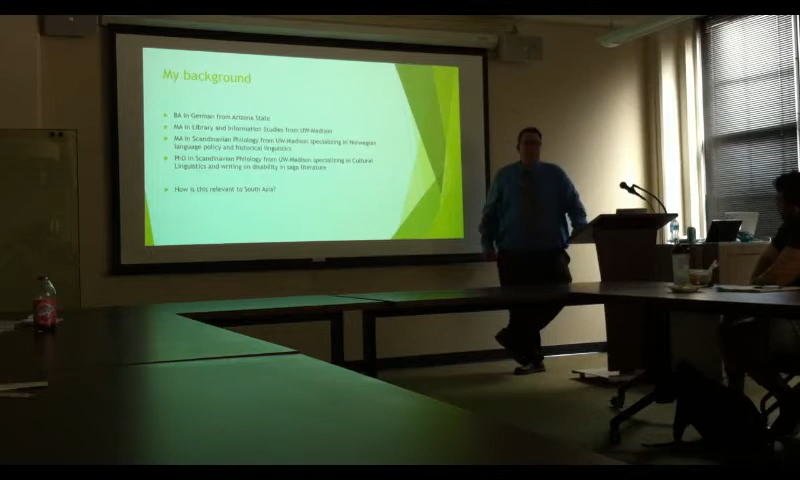 My background
BA in German from Arizona State
MA in Library and Information Studies from UW-Madison
MA in Scandinavian Philology from UW-Madison specializing in Norwegian
language policy and historical linguistics
PhD in Scandinavian Philology from UW-Madison specializing in Cultural
Linguistics and writing on disability in saga literature
How is this relevant to South Asia?